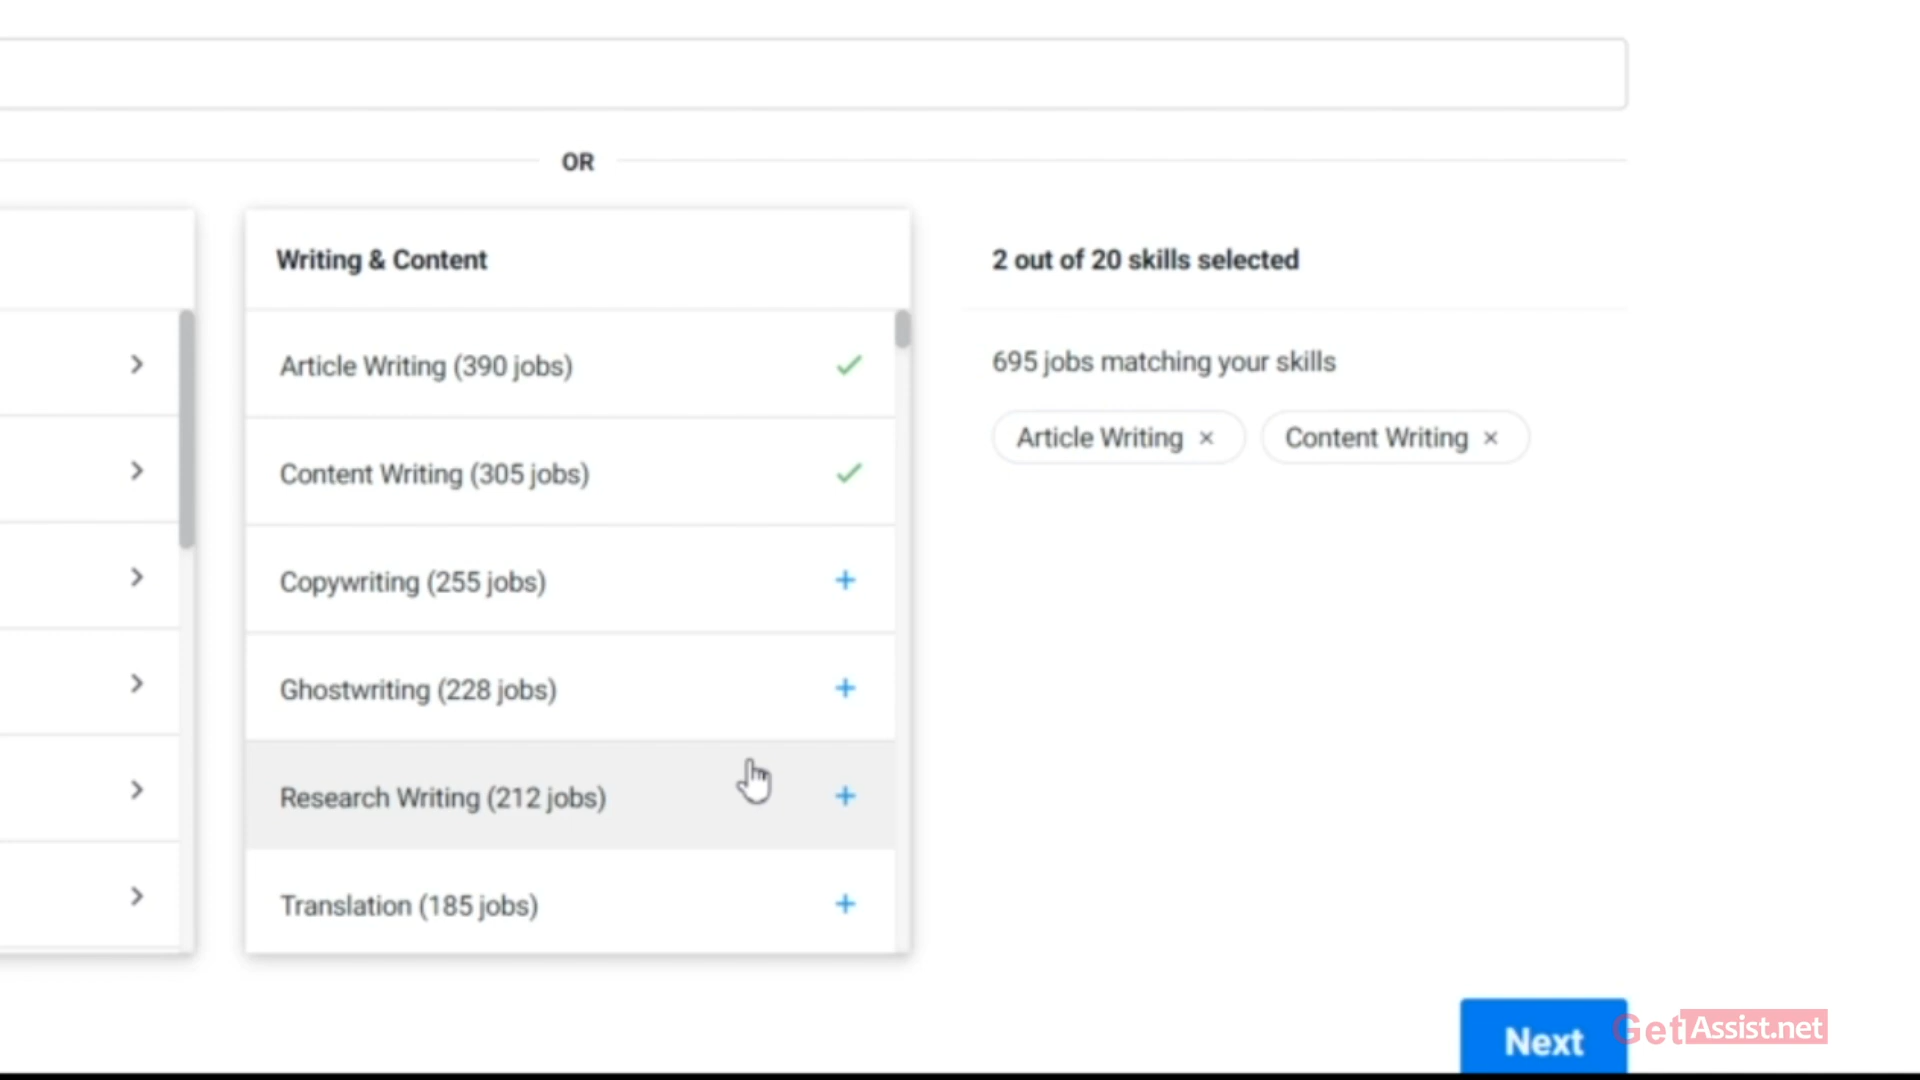 OR
Writing & Content
Article Writing (390 jobs)
Content Writing (305 jobs)
Copywriting (255 jobs)
Ghostwriting (228 jobs)
Research Writing (212 jobs)
Translation (185 jobs)
2 out of 20 skills selected
695 jobs matching your skills
Article Writing × Content Writing ×
Next
GetAssist.net